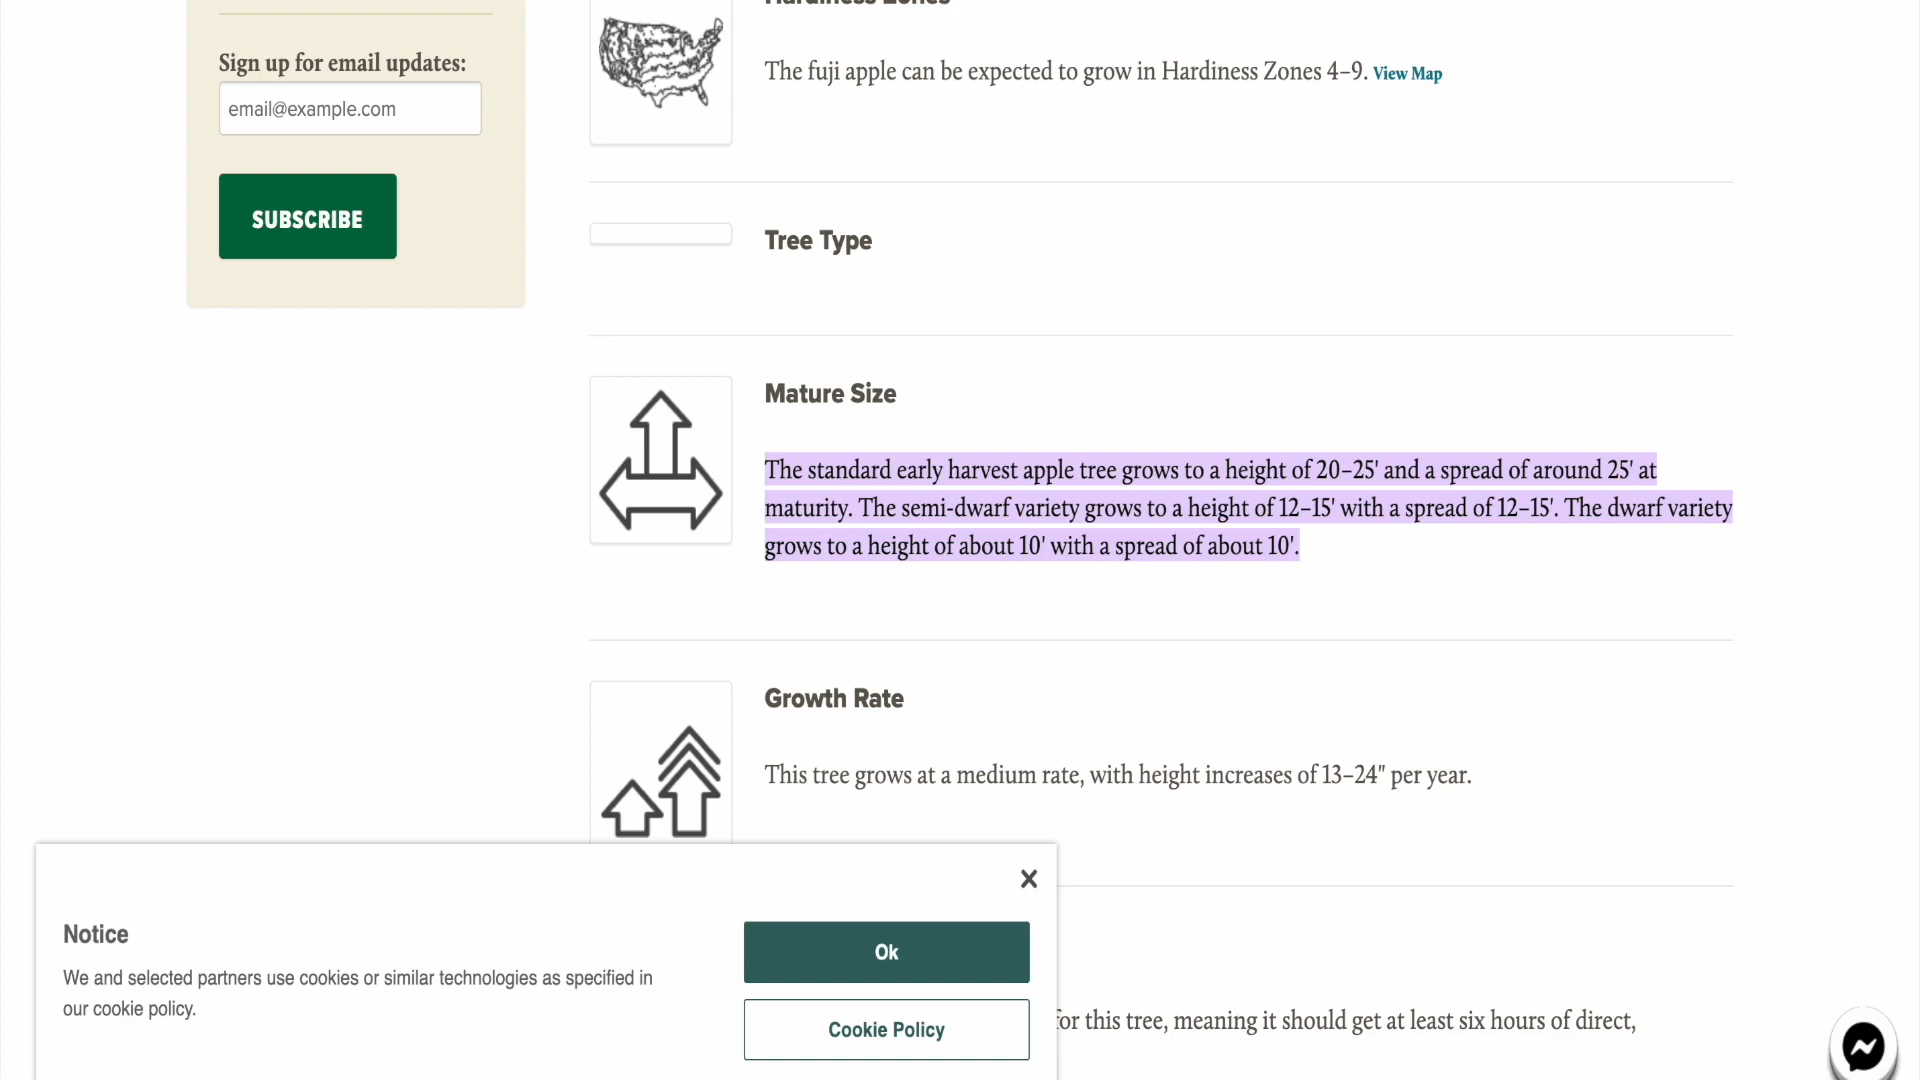 Hardiness Zones
Sign up for email updates:
email@example.com
SUBSCRIBE
The fuji apple can be expected to grow in Hardiness Zones 4–9. View Map
Tree Type
Mature Size
The standard early harvest apple tree grows to a height of 20–25' and a spread of around 25' at
maturity. The semi-dwarf variety grows to a height of 12–15' with a spread of 12–15'. The dwarf variety
grows to a height of about 10' with a spread of about 10'.
Growth Rate
This tree grows at a medium rate, with height increases of 13–24" per year.
Notice
We and selected partners use cookies or similar technologies as specified in
our cookie policy.
Ok
Cookie Policy
for this tree, meaning it should get at least six hours of direct,